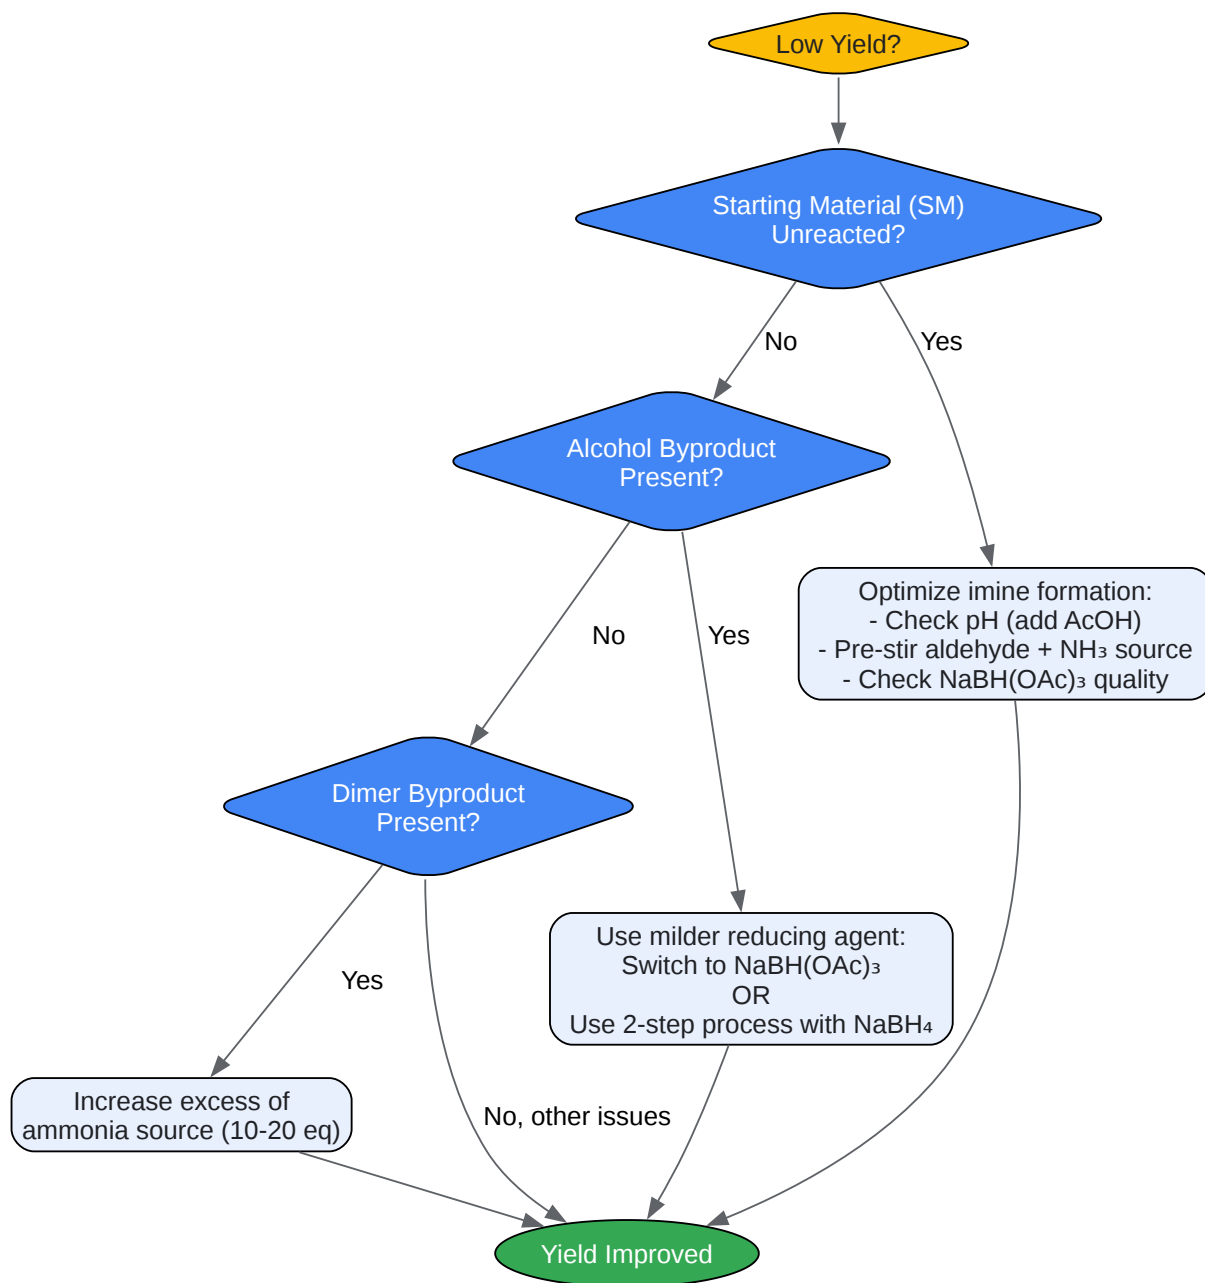 Low Yield?
Starting Material (SM)
Unreacted?
No
Yes
Alcohol Byproduct
Present?
Optimize imine formation:
- Check pH (add AcOH)
- Pre-stir aldehyde + NH₃ source
- Check NaBH(OAc)₃ quality
No
Yes
Dimer Byproduct
Present?
Use milder reducing agent:
Switch to NaBH(OAc)₃
OR
Use 2-step process with NaBH₄
Yes
Increase excess of
ammonia source (10-20 eq)
No, other issues
Yield Improved